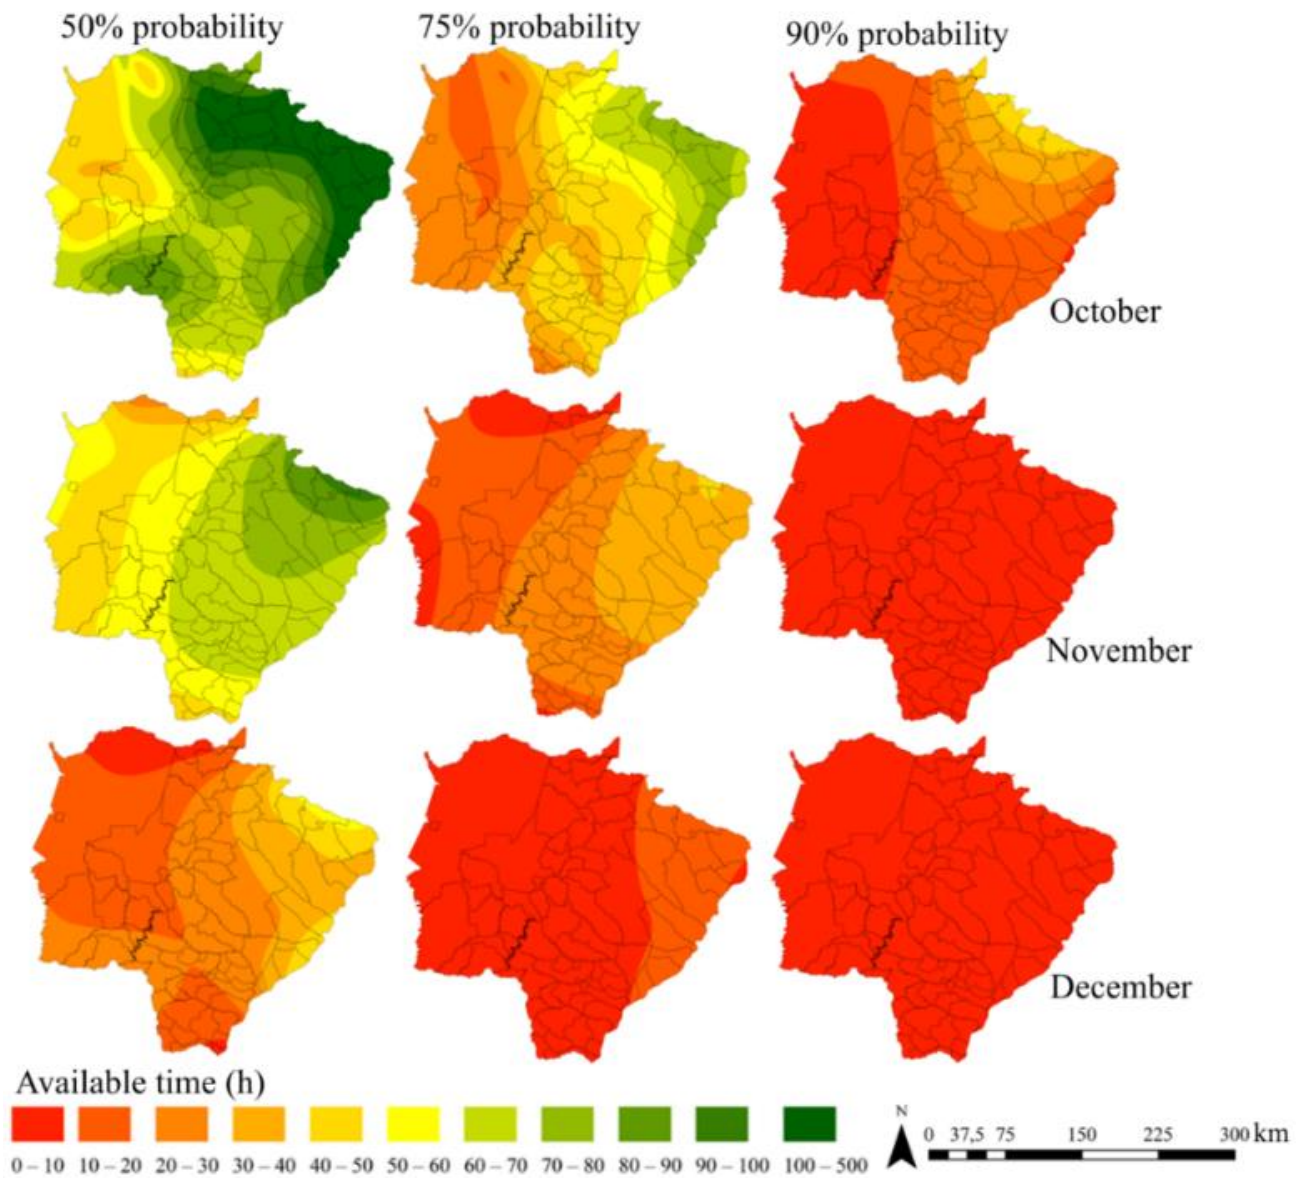 50% probability
75% probability
90% probability
October
November
December
Available time (h)
0 – 10
10 – 20
20 – 30
30 – 40
40 – 50
50 – 60
60 – 70
70 – 80
80 – 90
90 – 100
100 – 500
N
0 37,5 75 150 225 300 km